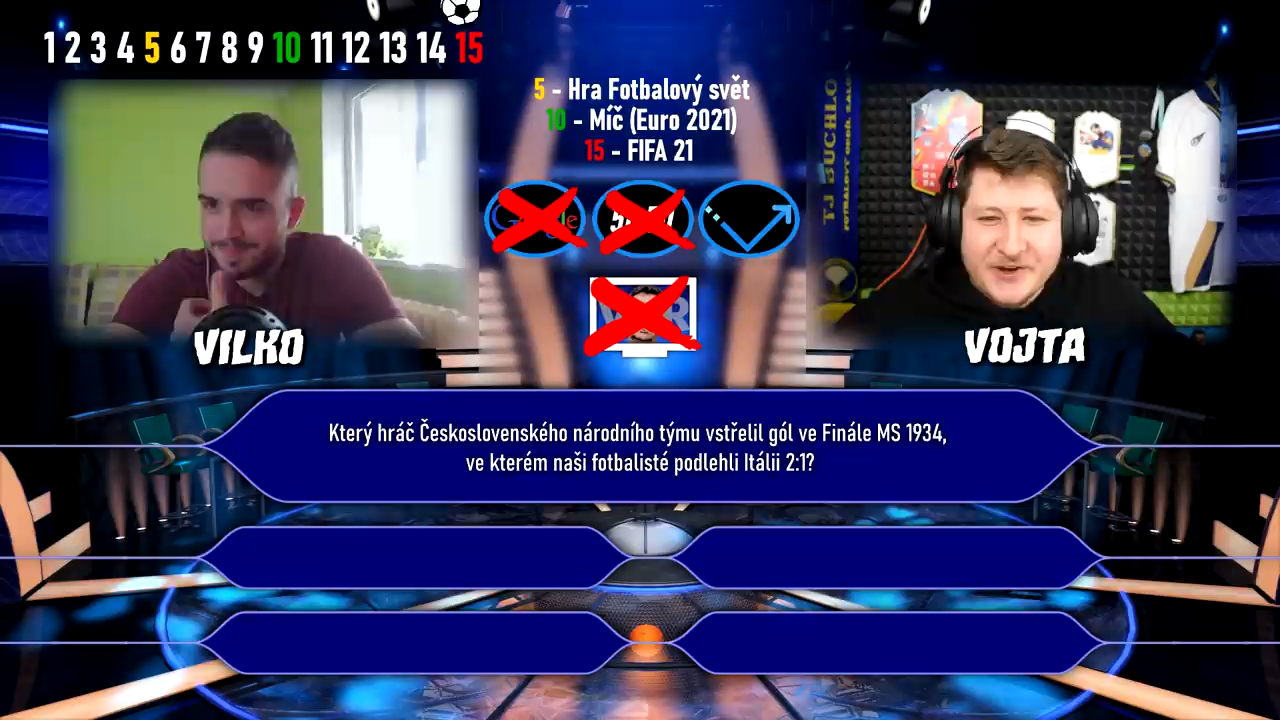 1 2 3 4 5 6 7 8 9 10 11 12 13 14 15
5 - Hra Fotbalový svět
10 - Míč (Euro 2021)
15 - FIFA 21
TJ BUCHLO
VILKO
VOJTA
Který hráč Československého národního týmu vstřelil gól ve Finále MS 1934,
ve kterém naši fotbalisté podlehli Itálii 2:1?